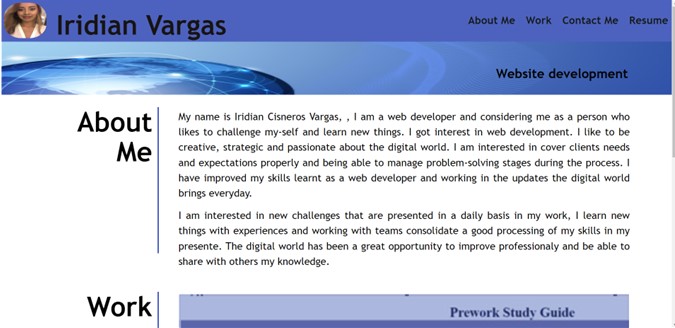 Iridian Vargas
About Me Work Contact Me Resume
Website development
About
Me
My name is Iridian Cisneros Vargas, , I am a web developer and considering me as a person who
likes to challenge my-self and learn new things. I got interest in web development. I like to be
creative, strategic and passionate about the digital world. I am interested in cover clients needs
and expectations properly and being able to manage problem-solving stages during the process. I
have improved my skills learnt as a web developer and working in the updates the digital world
brings everyday.
I am interested in new challenges that are presented in a daily basis in my work, I learn new
things with experiences and working with teams consolidate a good processing of my skills in my
presente. The digital world has been a great opportunity to improve professionaly and be able to
share with others my knowledge.
Work
Prework Study Guide